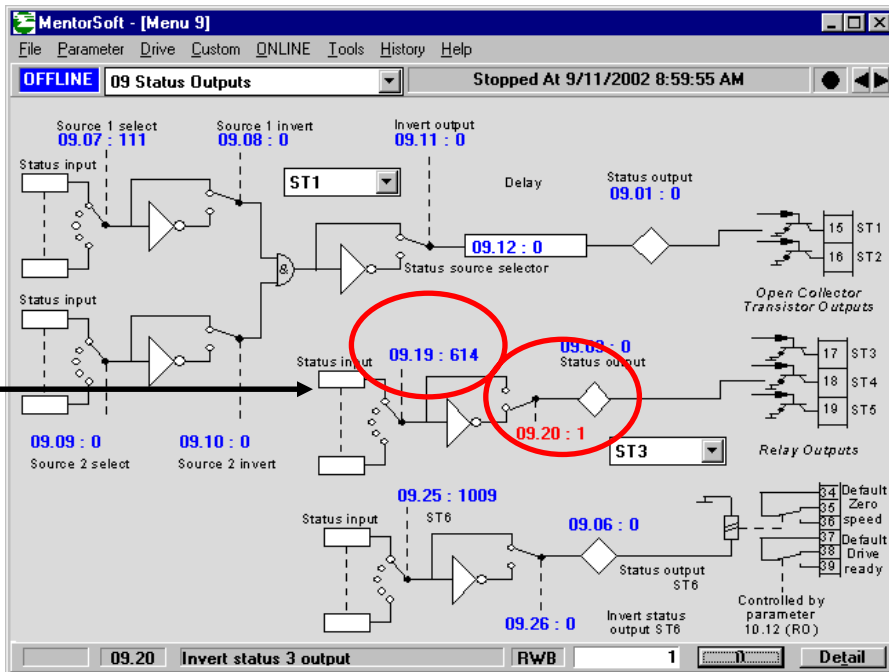 MentorSoft - [Menu 9]
File Parameter Drive Custom ONLINE Tools History Help
OFFLINE 09 Status Outputs Stopped At 9/11/2002 8:59:55 AM
Source 1 select
09.07 : 111
Source 1 invert
09.08 : 0
Invert output
09.11 : 0
Status input
ST1
Delay
Status output
09.01 : 0
15 ST1
16 ST2
09.12 : 0
&
Status source selector
Open Collector
Transistor Outputs
Status input
Status input
09.19 : 614
09.03 : 0
Status output
17 ST3
18 ST4
19 ST5
09.09 : 0
Source 2 select
09.10 : 0
Source 2 invert
09.20 : 1
ST3
Relay Outputs
09.25 : 1009
ST6
Status input
09.06 : 0
Status output
ST6
34 Default
35 Zero
36 speed
37 Default
38 Drive
39 ready
09.26 : 0
Invert status
output ST6
Controlled by
parameter
10.12 (RO)
09.20 Invert status 3 output RWB 1 Detail